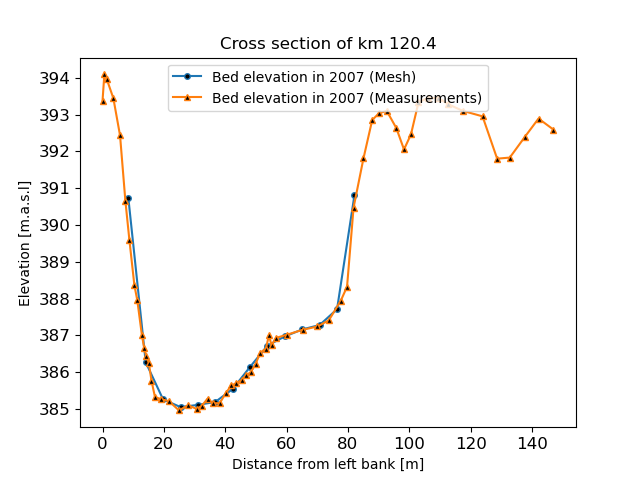 Cross section of km 120.4
Bed elevation in 2007 (Mesh)
Bed elevation in 2007 (Measurements)
394
393
392
391
390
389
388
387
386
385
Elevation [m.a.s.l]
0 20 40 60 80 100 120 140
Distance from left bank [m]